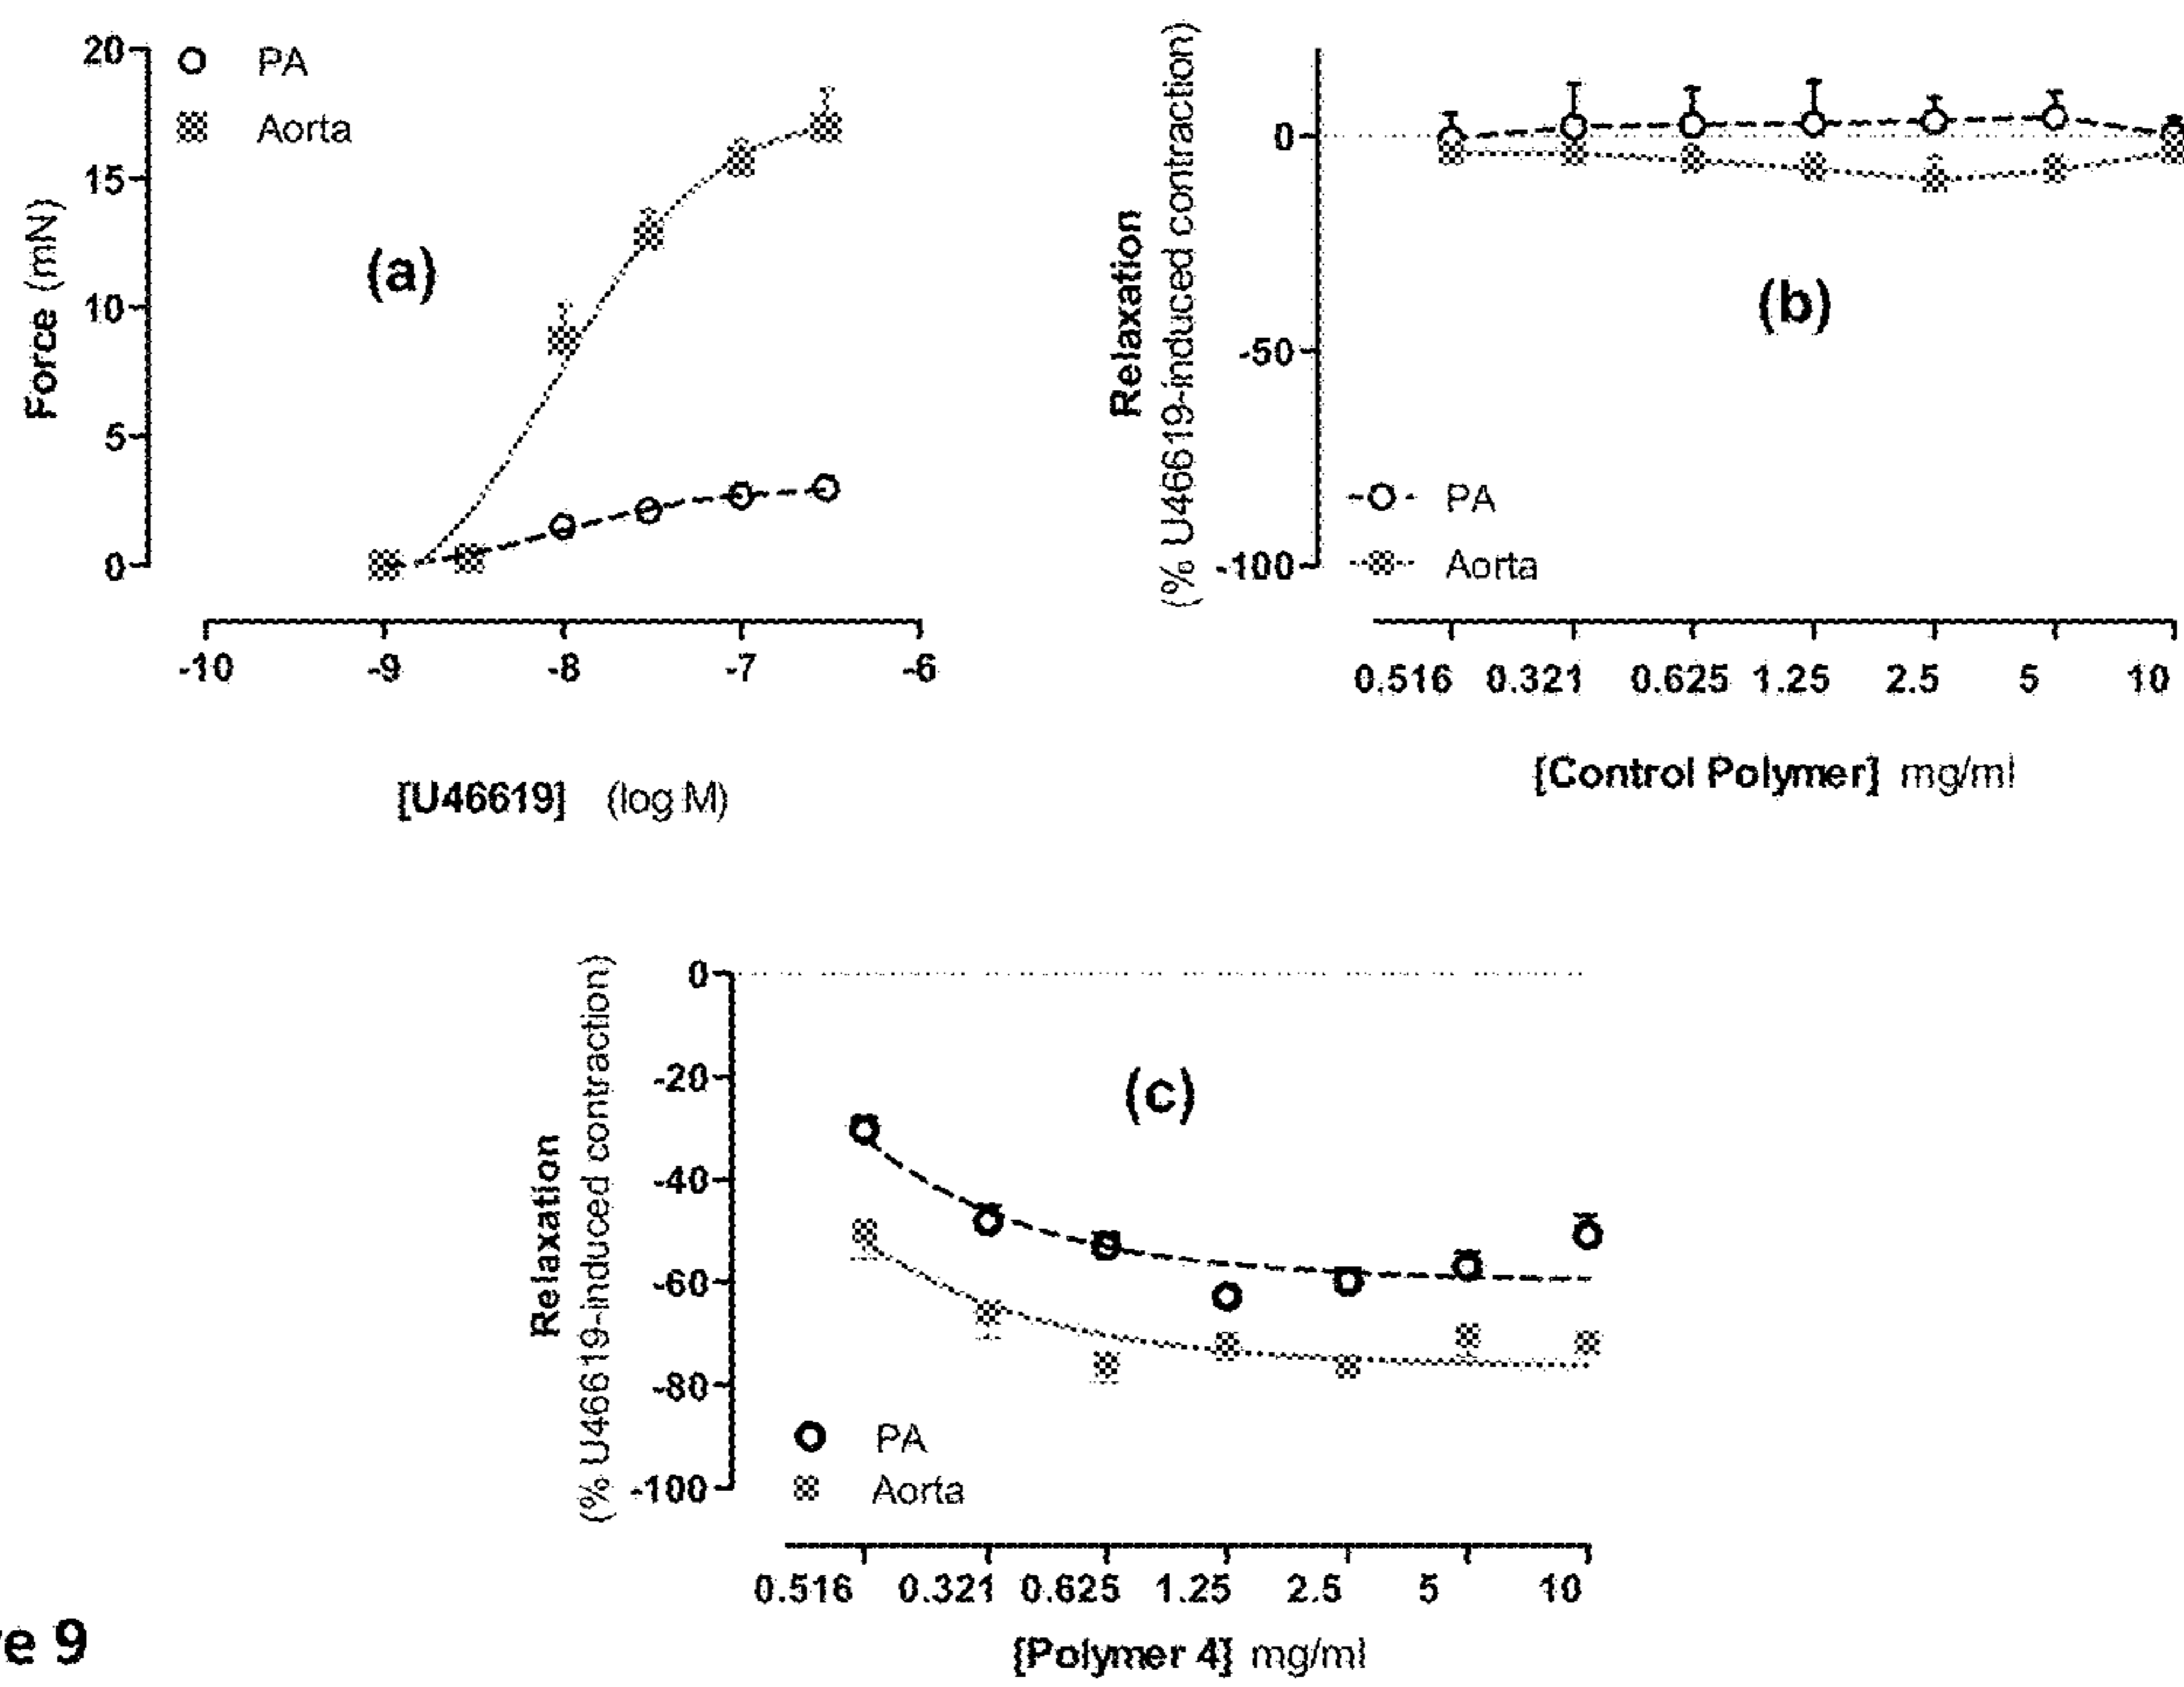 20
PA
Aorta
15
10
5
0
Force (mN)
(a)
-10 -9 -8 -7 -6
[U46619] (log M)
0
-50
-100
Relaxation
(% U46619-induced contraction)
(b)
PA
Aorta
0.516 0.321 0.625 1.25 2.5 5 10
[Control Polymer] mg/ml
0
-20
-40
-60
-80
-100
Relaxation
(% U46619-induced contraction)
(c)
PA
Aorta
0.516 0.321 0.625 1.25 2.5 5 10
[Polymer 4] mg/ml
e 9